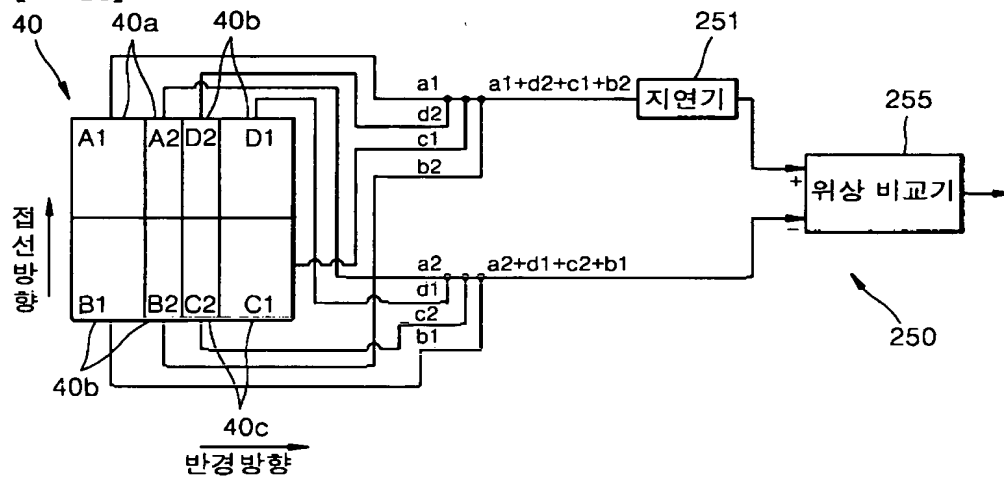 40
40a
40b
251
a1
a1+d2+c1+b2
지연기
d2
c1
b2
255
위상 비교기
+
−
A1
A2
D2
D1
접선방향
B1
B2
C2
C1
a2
a2+d1+c2+b1
d1
c2
b1
250
40b
40c
반경방향